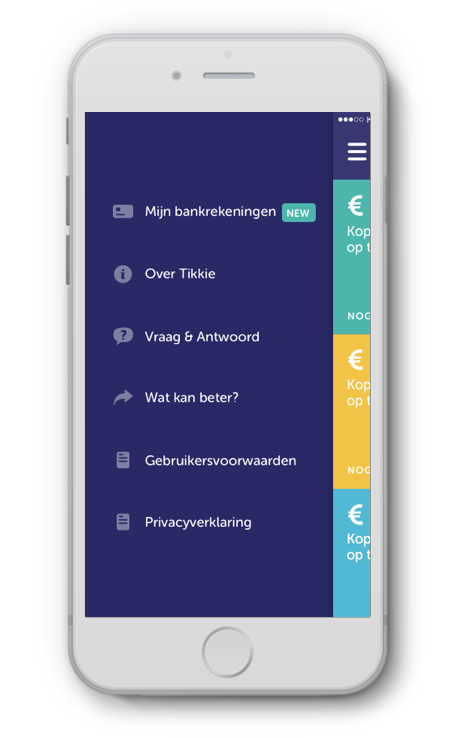 Mijn bankrekeningen NEW
Over Tikkie
Vraag & Antwoord
Wat kan beter?
Gebruikersvoorwaarden
Privacyverklaring
€
Kop
op t
NOG
€
Kop
op t
NOG
€
Kop
op t